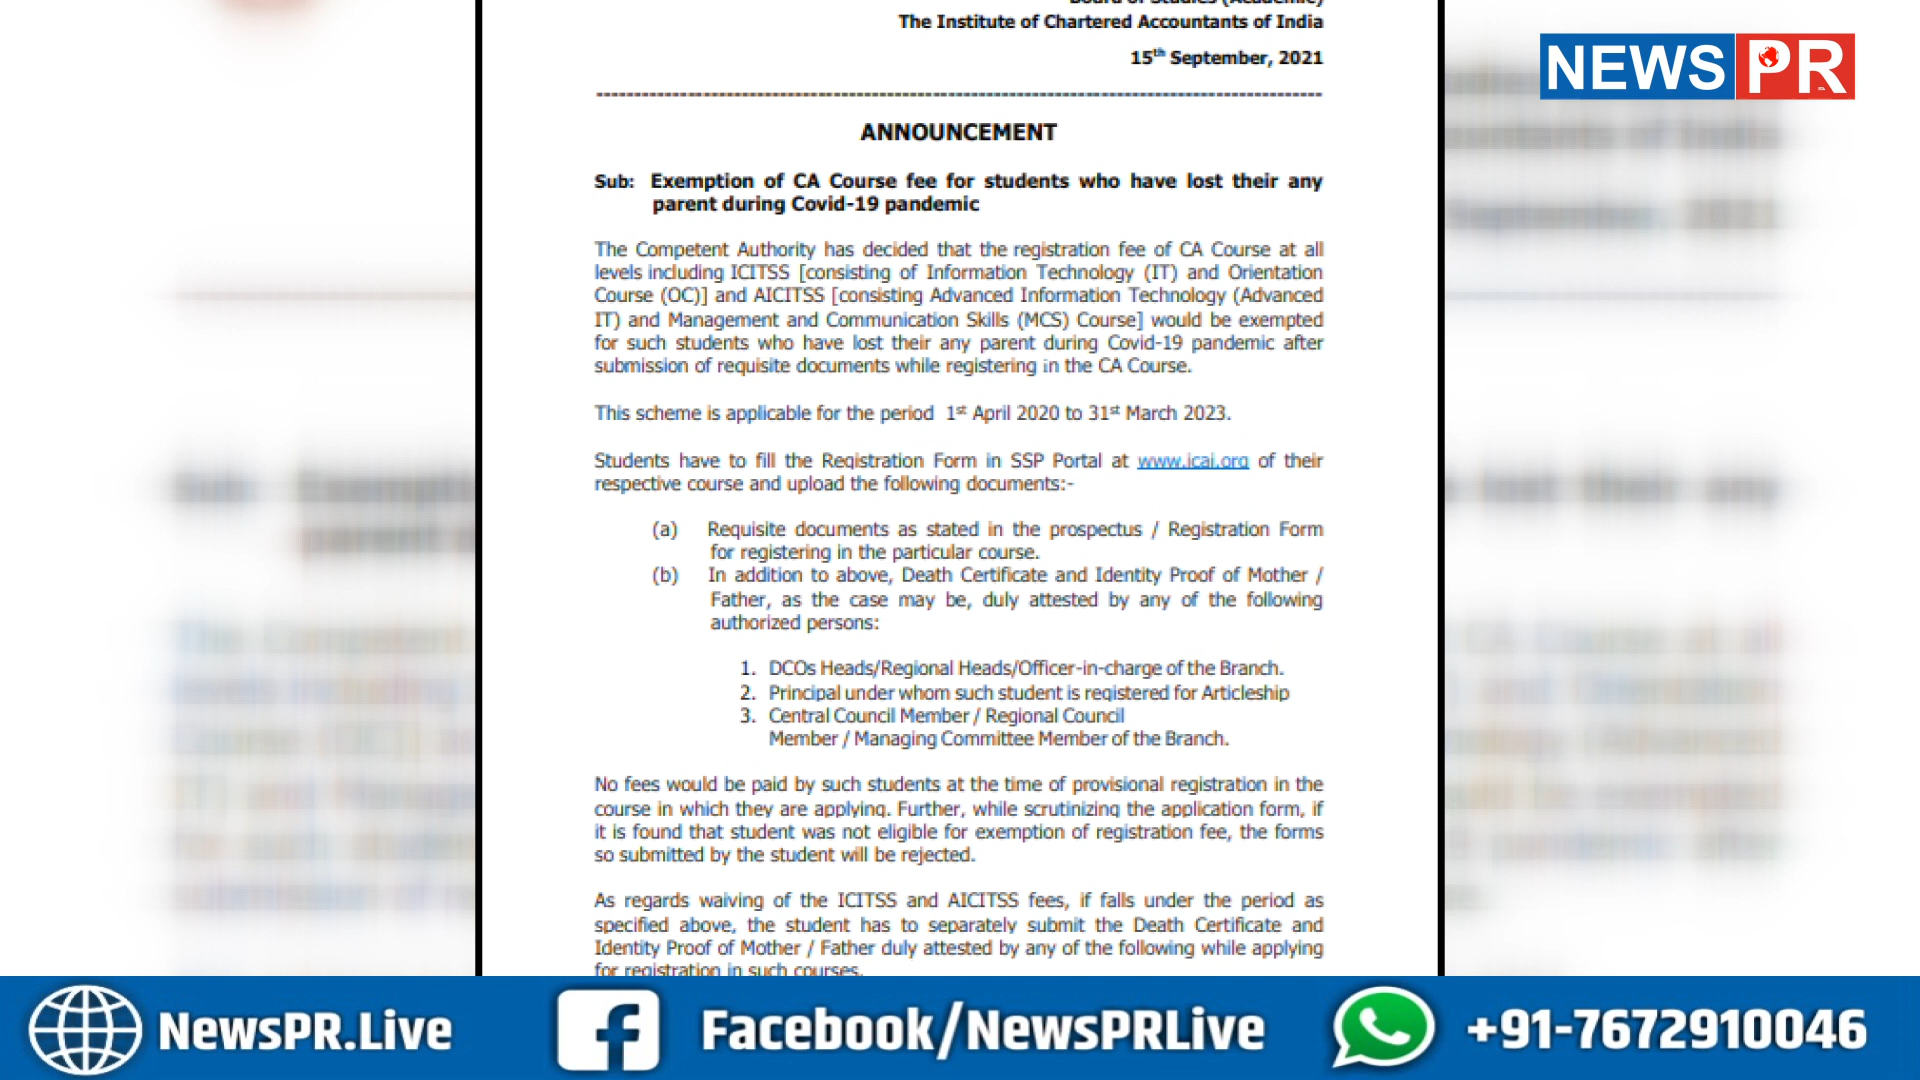 Board of Studies (Academic)
The Institute of Chartered Accountants of India
15th September, 2021
NEWS PR
ANNOUNCEMENT
Sub: Exemption of CA Course fee for students who have lost their any
parent during Covid-19 pandemic
The Competent Authority has decided that the registration fee of CA Course at all
levels including ICITSS [consisting of Information Technology (IT) and Orientation
Course (OC)] and AICITSS [consisting Advanced Information Technology (Advanced
IT) and Management and Communication Skills (MCS) Course] would be exempted
for such students who have lost their any parent during Covid-19 pandemic after
submission of requisite documents while registering in the CA Course.
This scheme is applicable for the period 1st April 2020 to 31st March 2023.
Students have to fill the Registration Form in SSP Portal at www.icai.org of their
respective course and upload the following documents:-
(a) Requisite documents as stated in the prospectus / Registration Form
for registering in the particular course.
(b) In addition to above, Death Certificate and Identity Proof of Mother /
Father, as the case may be, duly attested by any of the following
authorized persons:
1. DCOs Heads/Regional Heads/Officer-in-charge of the Branch.
2. Principal under whom such student is registered for Articleship
3. Central Council Member / Regional Council
Member / Managing Committee Member of the Branch.
No fees would be paid by such students at the time of provisional registration in the
course in which they are applying. Further, while scrutinizing the application form, if
it is found that student was not eligible for exemption of registration fee, the forms
so submitted by the student will be rejected.
As regards waiving of the ICITSS and AICITSS fees, if falls under the period as
specified above, the student has to separately submit the Death Certificate and
Identity Proof of Mother / Father duly attested by any of the following while applying
for registration in such courses.
NewsPR.Live
Facebook/NewsPRLive
+91-7672910046